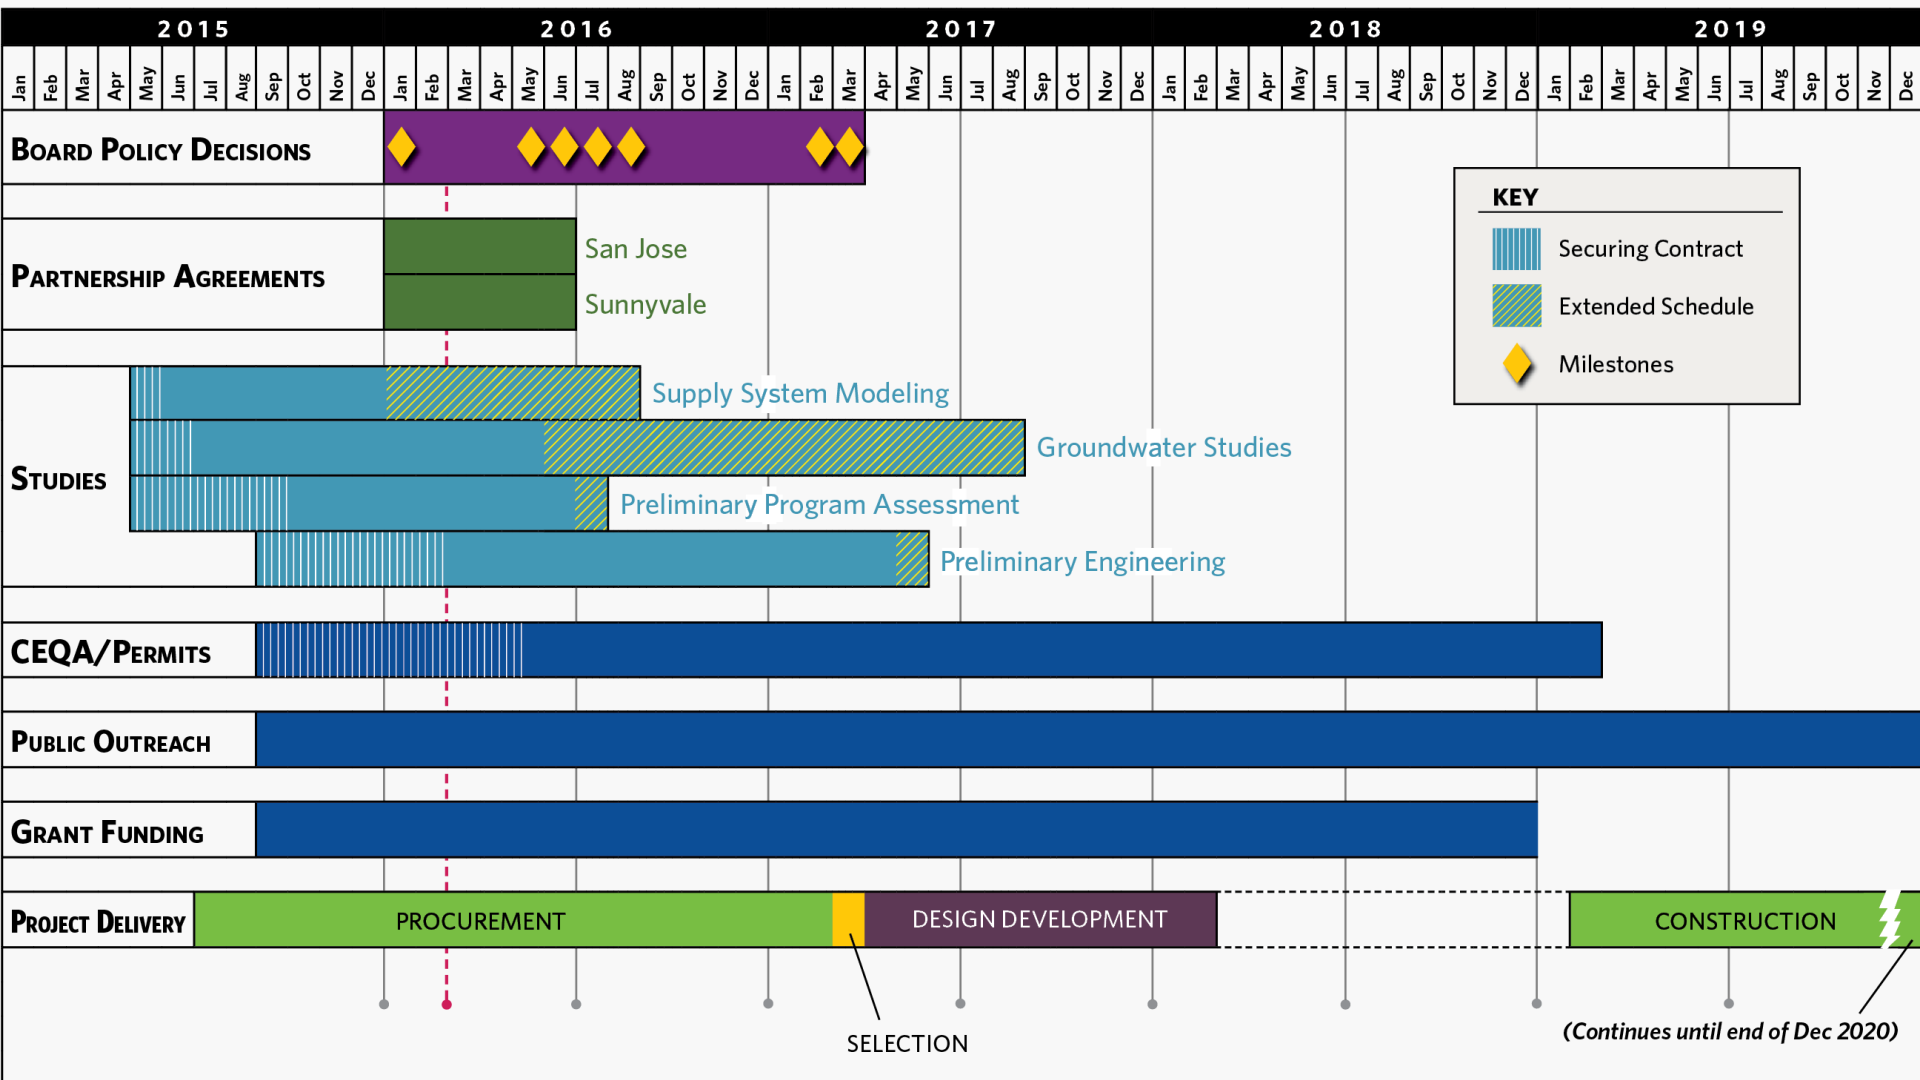 2015 2016 2017 2018 2019
Jan Feb Mar Apr May Jun Jul Aug Sep Oct Nov Dec Jan Feb Mar Apr May Jun Jul Aug Sep Oct Nov Dec Jan Feb Mar Apr May Jun Jul Aug Sep Oct Nov Dec Jan Feb Mar Apr May Jun Jul Aug Sep Oct Nov Dec Jan Feb Mar Apr May Jun Jul Aug Sep Oct Nov Dec
BOARD POLICY DECISIONS
KEY
Securing Contract
Extended Schedule
Milestones
PARTNERSHIP AGREEMENTS
San Jose
Sunnyvale
STUDIES
Supply System Modeling
Groundwater Studies
Preliminary Program Assessment
Preliminary Engineering
CEQA/PERMITS
PUBLIC OUTREACH
GRANT FUNDING
PROJECT DELIVERY
PROCUREMENT
DESIGN DEVELOPMENT
CONSTRUCTION
SELECTION
(Continues until end of Dec 2020)